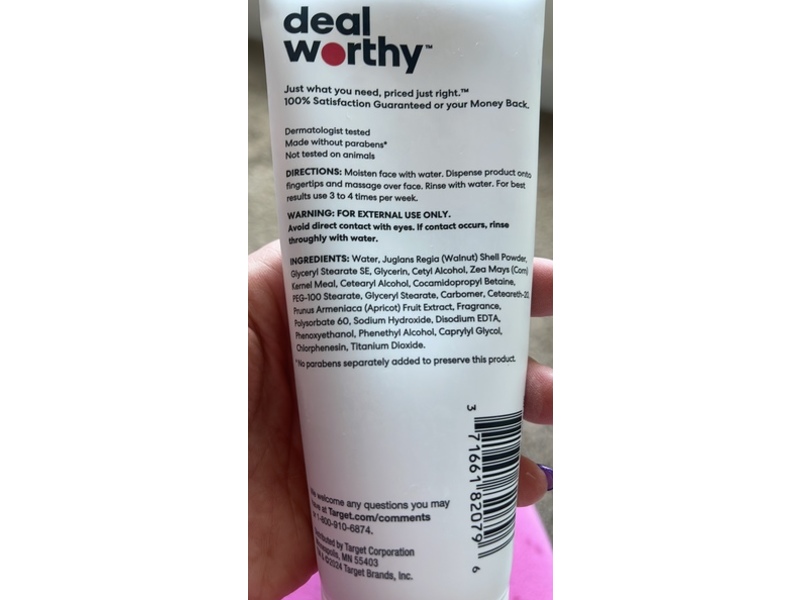 deal
worthy™
Just what you need, priced just right.™
100% Satisfaction Guaranteed or your Money Back.
Dermatologist tested
Made without parabens*
Not tested on animals
DIRECTIONS: Moisten face with water. Dispense product onto
fingertips and massage over face. Rinse with water. For best
results use 3 to 4 times per week.
WARNING: FOR EXTERNAL USE ONLY.
Avoid direct contact with eyes. If contact occurs, rinse
throughly with water.
INGREDIENTS: Water, Juglans Regia (Walnut) Shell Powder,
Glyceryl Stearate SE, Glycerin, Cetyl Alcohol, Zea Mays (Corn)
Kernel Meal, Cetearyl Alcohol, Cocamidopropyl Betaine,
PEG-100 Stearate, Glyceryl Stearate, Carbomer, Ceteareth-20,
Prunus Armeniaca (Apricot) Fruit Extract, Fragrance,
Polysorbate 60, Sodium Hydroxide, Disodium EDTA,
Phenoxyethanol, Phenethyl Alcohol, Caprylyl Glycol,
Chlorphenesin, Titanium Dioxide.
*No parabens separately added to preserve this product.
We welcome any questions you may
have at Target.com/comments
1-800-910-6874.
by Target Corporation
MN 55403
©2024 Target Brands, Inc.
3 71661 82079 6